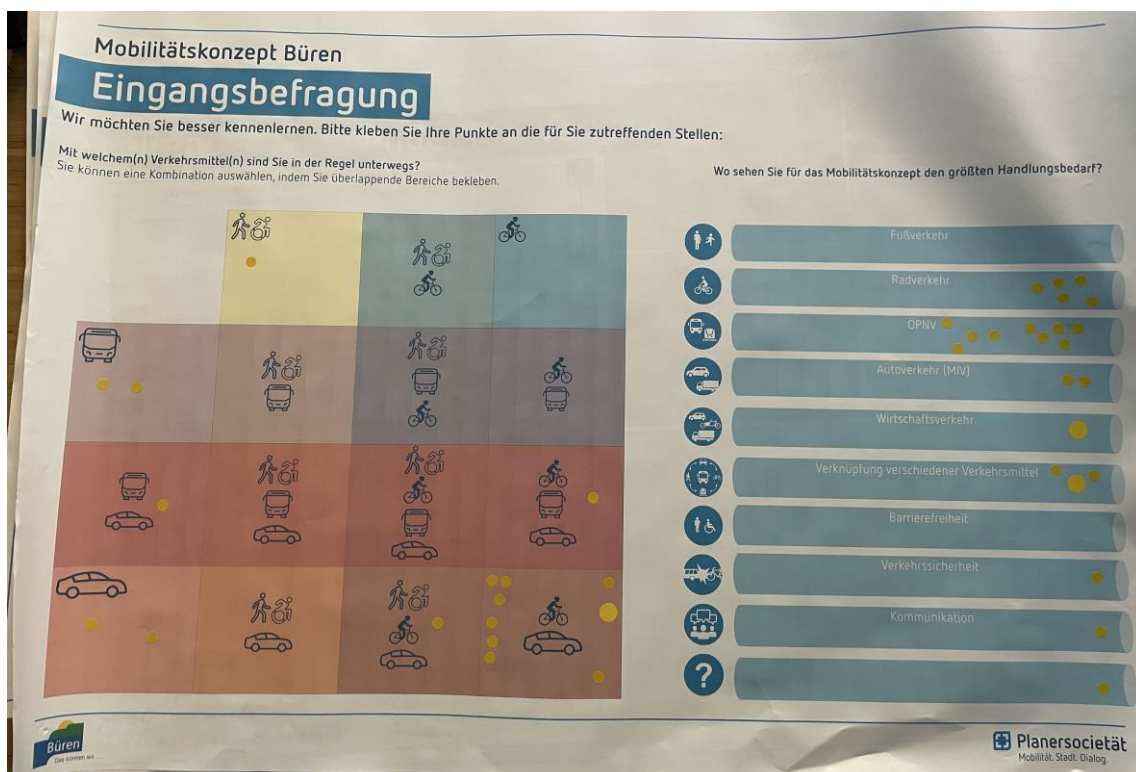 Mobilitätskonzept Büren
Eingangsbefragung
Wir möchten Sie besser kennenlernen. Bitte kleben Sie Ihre Punkte an die für Sie zutreffenden Stellen:
Mit welchem(n) Verkehrsmittel(n) sind Sie in der Regel unterwegs?
Sie können eine Kombination auswählen, indem Sie überlappende Bereiche bekleben.
Wo sehen Sie für das Mobilitätskonzept den größten Handlungsbedarf?
Fußverkehr
Radverkehr
ÖPNV
Autoverkehr (MIV)
Wirtschaftsverkehr
Verknüpfung verschiedener Verkehrsmittel
Barrierefreiheit
Verkehrssicherheit
Kommunikation
?
Büren
Das können wir ...
Planersocietät
Mobilität. Stadt. Dialog.